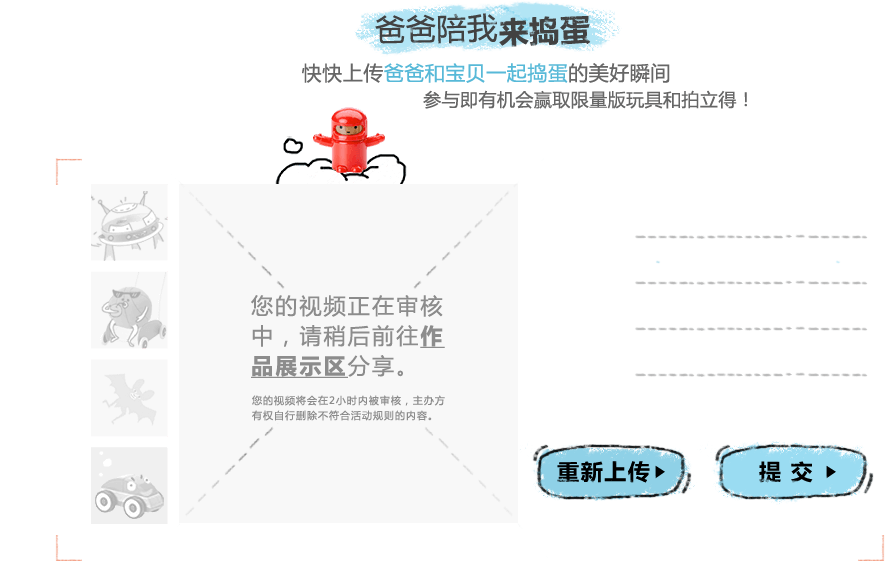 爸爸陪我来捣蛋
快快上传爸爸和宝贝一起捣蛋的美好瞬间
参与即有机会赢取限量版玩具和拍立得！
您的视频正在审核
中，请稍后前往作
品展示区分享。
您的视频将会在2小时内被审核，主办方
有权自行删除不符合活动规则的内容。
重新上传
提 交